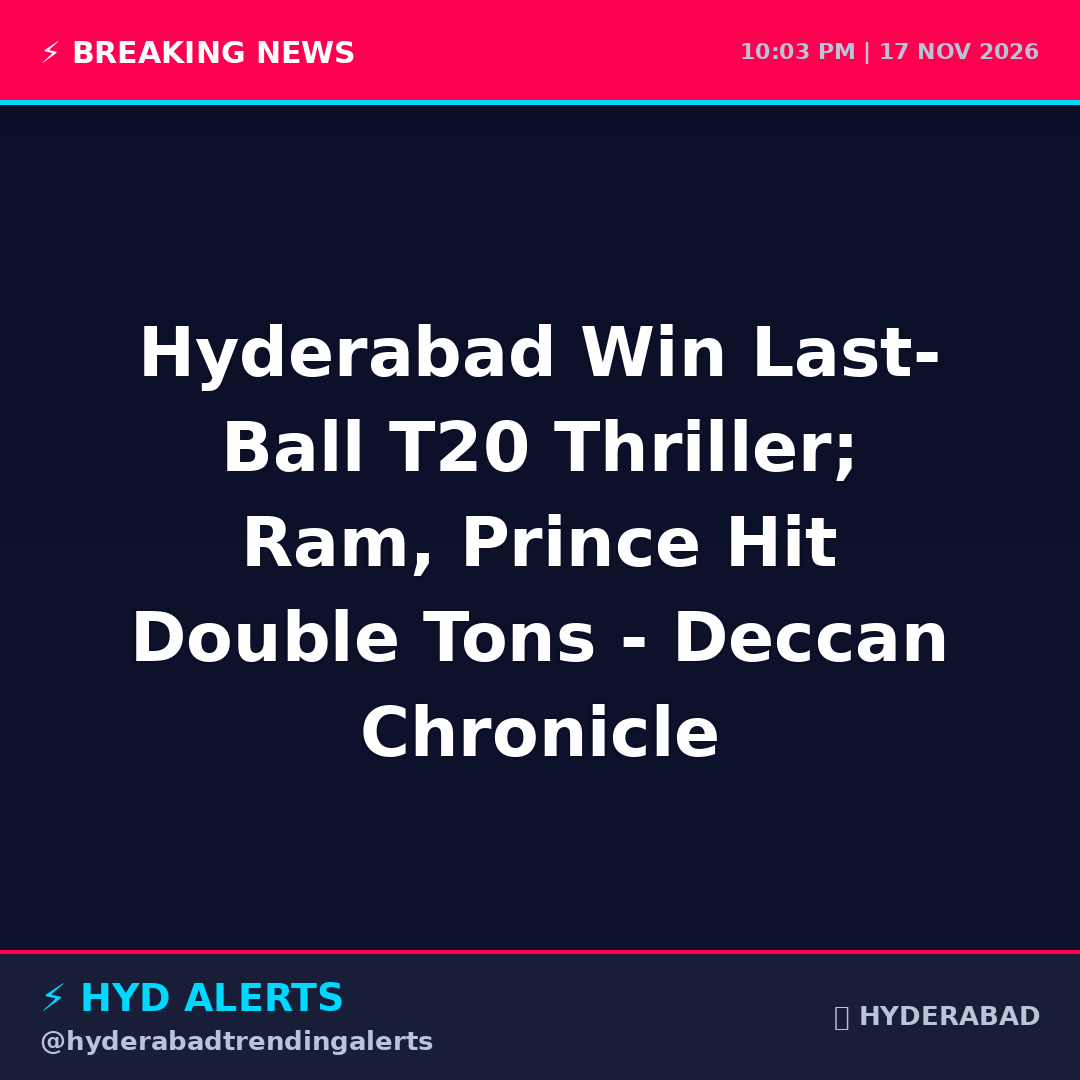 ⚡ BREAKING NEWS
10:03 PM | 17 NOV 2026
Hyderabad Win Last-
Ball T20 Thriller;
Ram, Prince Hit
Double Tons - Deccan
Chronicle
⚡ HYD ALERTS
@hyderabadtrendingalerts
HYDERABAD